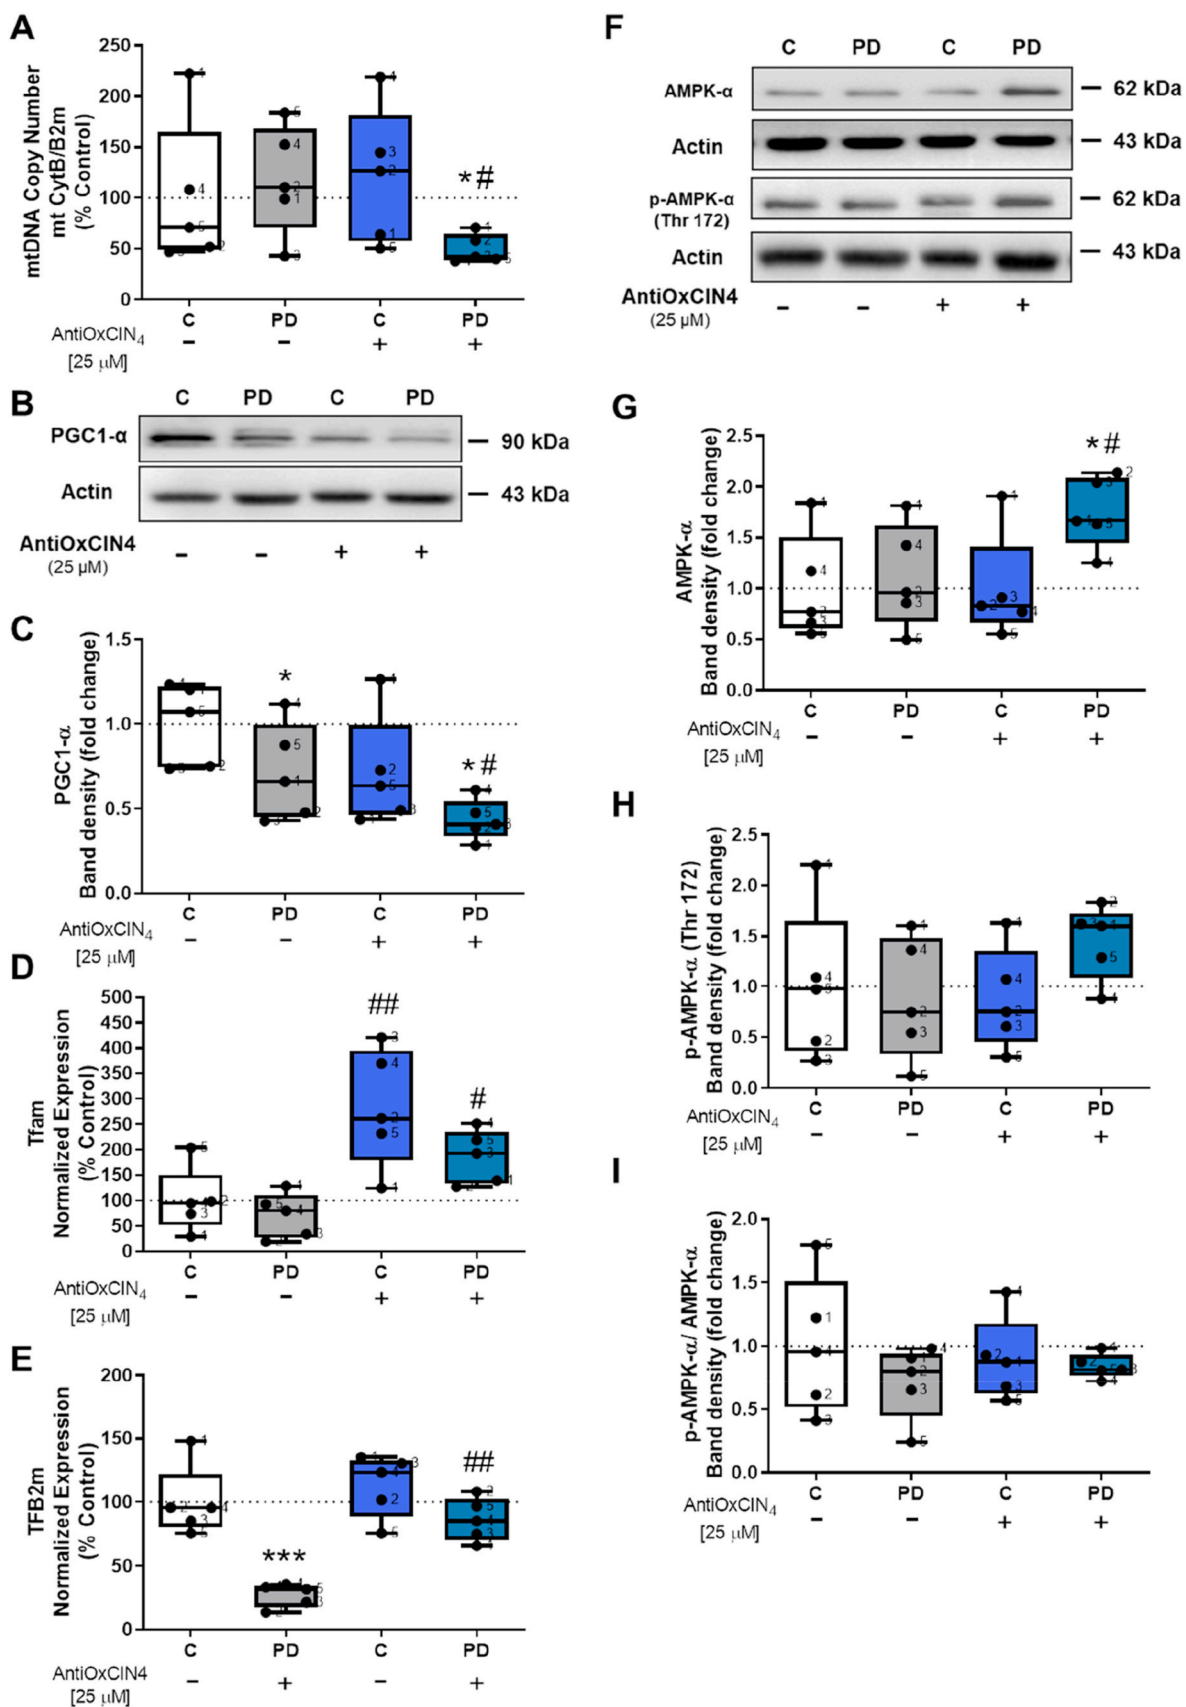 A
mtDNA Copy Number
mt CytB/B2m
(% Control)
250
200
150
100
50
0
*#
C PD C PD
AntiOxCIN₄
[25 µM]
− − + +
B
C PD C PD
PGC1-α
— 90 kDa
Actin
— 43 kDa
AntiOxCIN4
(25 µM)
− − + +
C
PGC1-α
Band density (fold change)
1.5
1.0
0.5
0.0
*
*#
C PD C PD
AntiOxCIN₄
[25 µM]
− − + +
D
Tfam
Normalized Expression
(% Control)
500
450
400
350
300
250
200
150
100
50
0
##
#
C PD C PD
AntiOxCIN₄
[25 µM]
− − + +
E
TFB2m
Normalized Expression
(% Control)
200
150
100
50
0
***
##
C PD C PD
AntiOxCIN4
[25 µM]
− + − +
F
C PD C PD
AMPK-α
— 62 kDa
Actin
— 43 kDa
p-AMPK-α
(Thr 172)
— 62 kDa
Actin
— 43 kDa
AntiOxCIN4
(25 µM)
− − + +
G
AMPK-α
Band density (fold change)
2.5
2.0
1.5
1.0
0.5
0.0
*#
C PD C PD
AntiOxCIN₄
[25 µM]
− − + +
H
p-AMPK-α (Thr 172)
Band density (fold change)
2.5
2.0
1.5
1.0
0.5
0.0
C PD C PD
AntiOxCIN₄
[25 µM]
− − + +
I
p-AMPK-α/ AMPK-α
Band density (fold change)
2.0
1.5
1.0
0.5
0.0
C PD C PD
AntiOxCIN₄
[25 µM]
− − + +